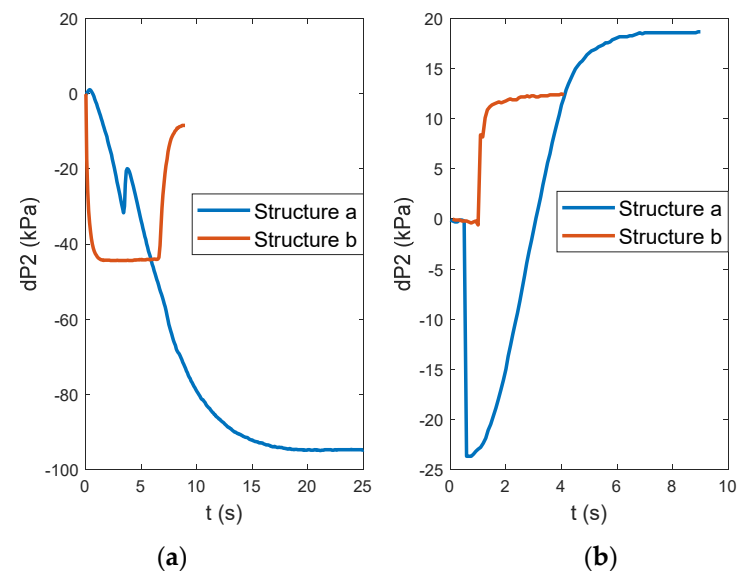 20
0
-20
-40
-60
-80
-100
dP2 (kPa)
0 5 10 15 20 25
t (s)
Structure a
Structure b
(a)
20
15
10
5
0
-5
-10
-15
-20
-25
dP2 (kPa)
0 2 4 6 8 10
t (s)
Structure a
Structure b
(b)